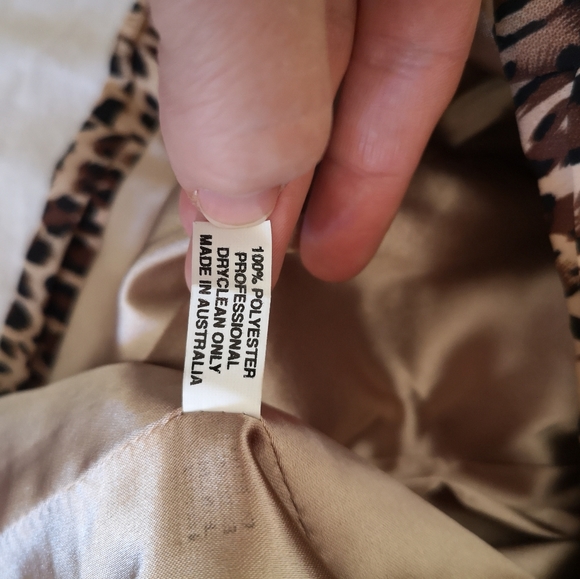 100% POLYESTER
PROFESSIONAL
DRYCLEAN ONLY
MADE IN AUSTRALIA